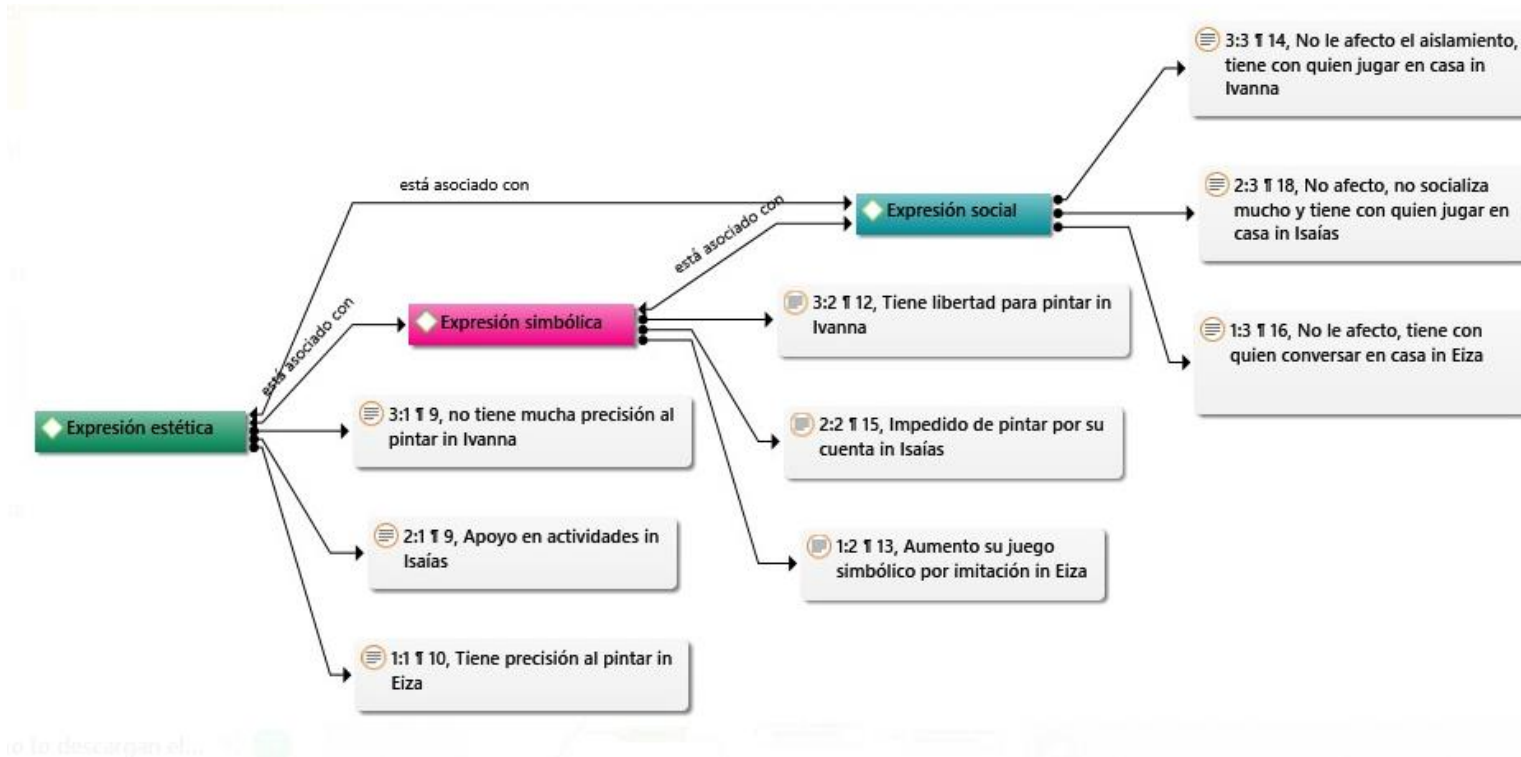 3:3 ¶ 14, No le afecto el aislamiento,
tiene con quien jugar en casa in
Ivanna
está asociado con
2:3 ¶ 18, No afecto, no socializa
mucho y tiene con quien jugar en
casa in Isaías
Expresión social
está asociado con
3:2 ¶ 12, Tiene libertad para pintar in
Ivanna
Expresión simbólica
1:3 ¶ 16, No le afecto, tiene con
quien conversar en casa in Eiza
está asociado con
Expresión estética
3:1 ¶ 9, no tiene mucha precisión al
pintar in Ivanna
2:2 ¶ 15, Impedido de pintar por su
cuenta in Isaías
2:1 ¶ 9, Apoyo en actividades in
Isaías
1:2 ¶ 13, Aumento su juego
simbólico por imitación in Eiza
1:1 ¶ 10, Tiene precisión al pintar in
Eiza
lo descargan el...